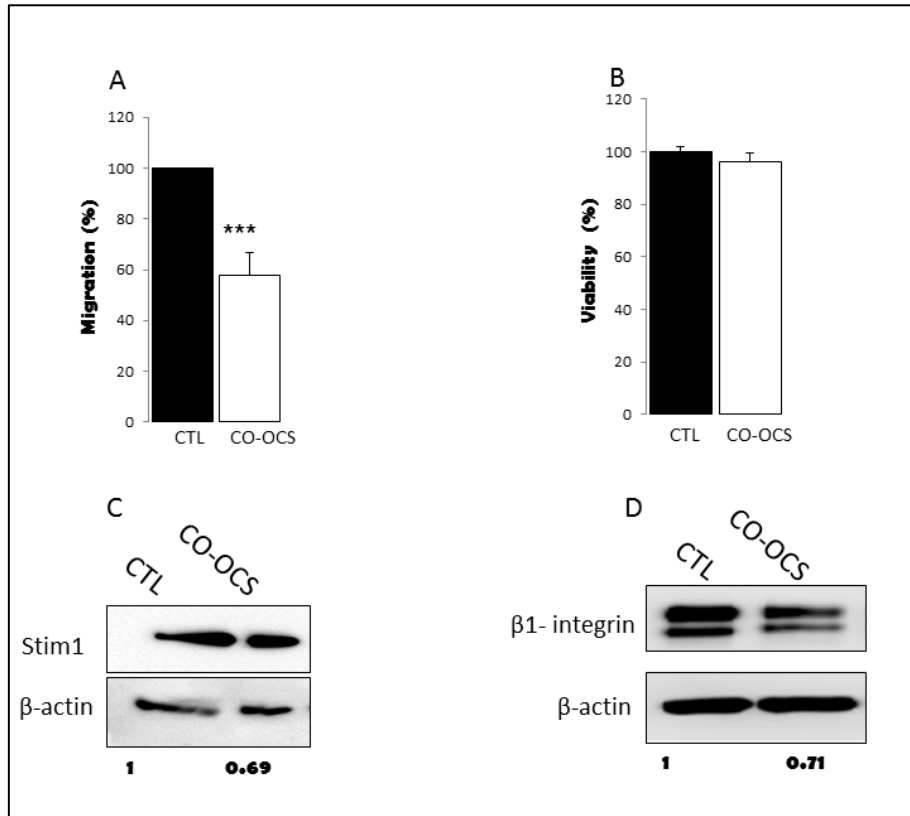 A
120
100
80
60
40
20
0
Migration (%)
***
CTL
CO-OCS
B
120
100
80
60
40
20
0
Viability (%)
CTL
CO-OCS
C
CTL
CO-OCS
Stim1
β-actin
1
0.69
D
CTL
CO-OCS
β1- integrin
β-actin
1
0.71